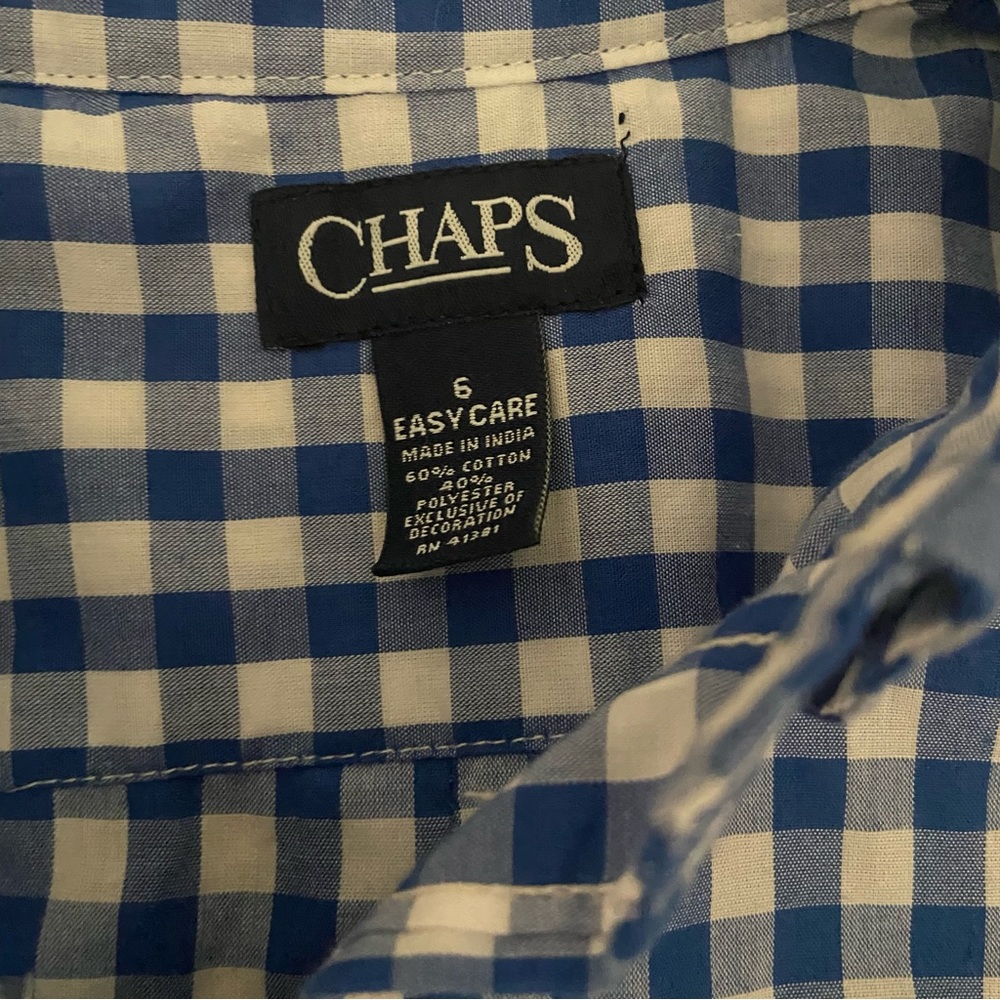 CHAPS
6
EASY CARE
MADE IN INDIA
60% COTTON
40%
POLYESTER
EXCLUSIVE OF
DECORATION
RN 41381